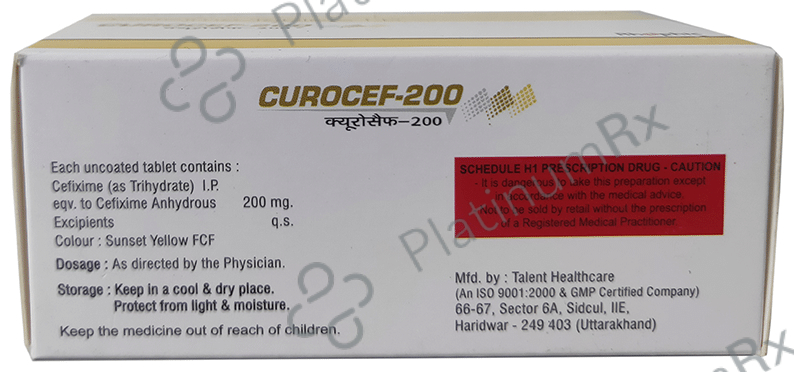 CUROCEF-200
क्यूरोसैफ-200
Each uncoated tablet contains :
Cefixime (as Trihydrate) I.P.
eqv. to Cefixime Anhydrous 200 mg.
Excipients q.s.
Colour : Sunset Yellow FCF
Dosage : As directed by the Physician.
Storage : Keep in a cool & dry place.
Protect from light & moisture.
Keep the medicine out of reach of children.
SCHEDULE H1 PRESCRIPTION DRUG - CAUTION
- It is dangerous to take this preparation except
accordance with the medical advice.
- Not to be sold by retail without the prescription
of a Registered Medical Practitioner.
Mfd. by : Talent Healthcare
(An ISO 9001:2000 & GMP Certified Company)
66-67, Sector 6A, Sidcul, IIE,
Haridwar - 249 403 (Uttarakhand)
PlatinumRx
PlatinumRx